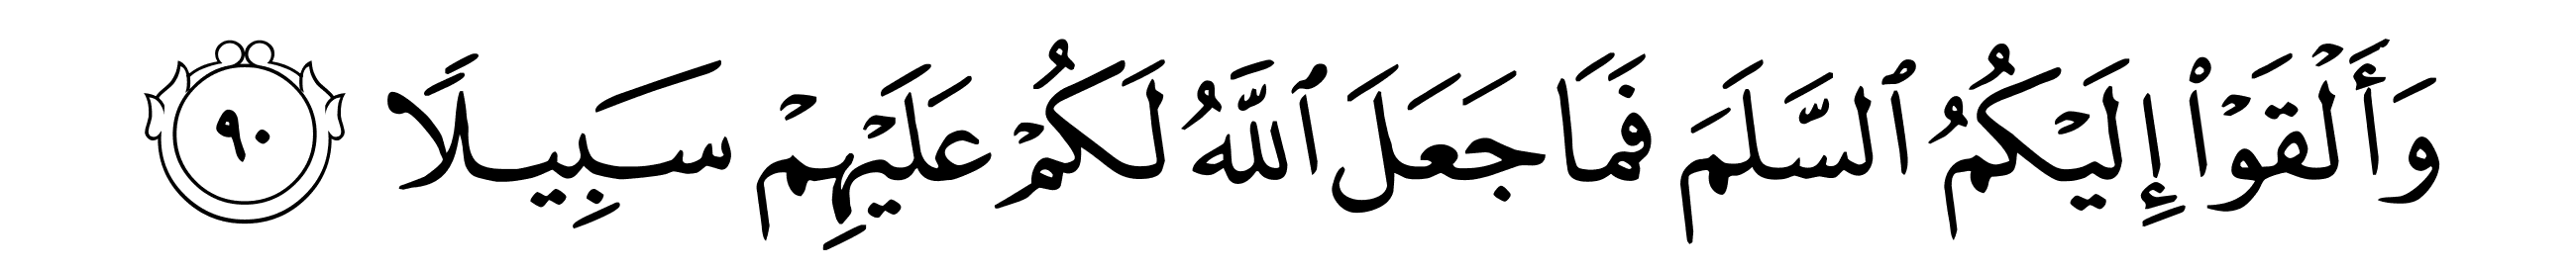 وَأَلْقَوْا۟ إِلَيْكُمُ ٱلسَّلَمَ فَمَا جَعَلَ ٱللَّهُ لَكُمْ عَلَيْهِمْ سَبِيلًا ٩٠